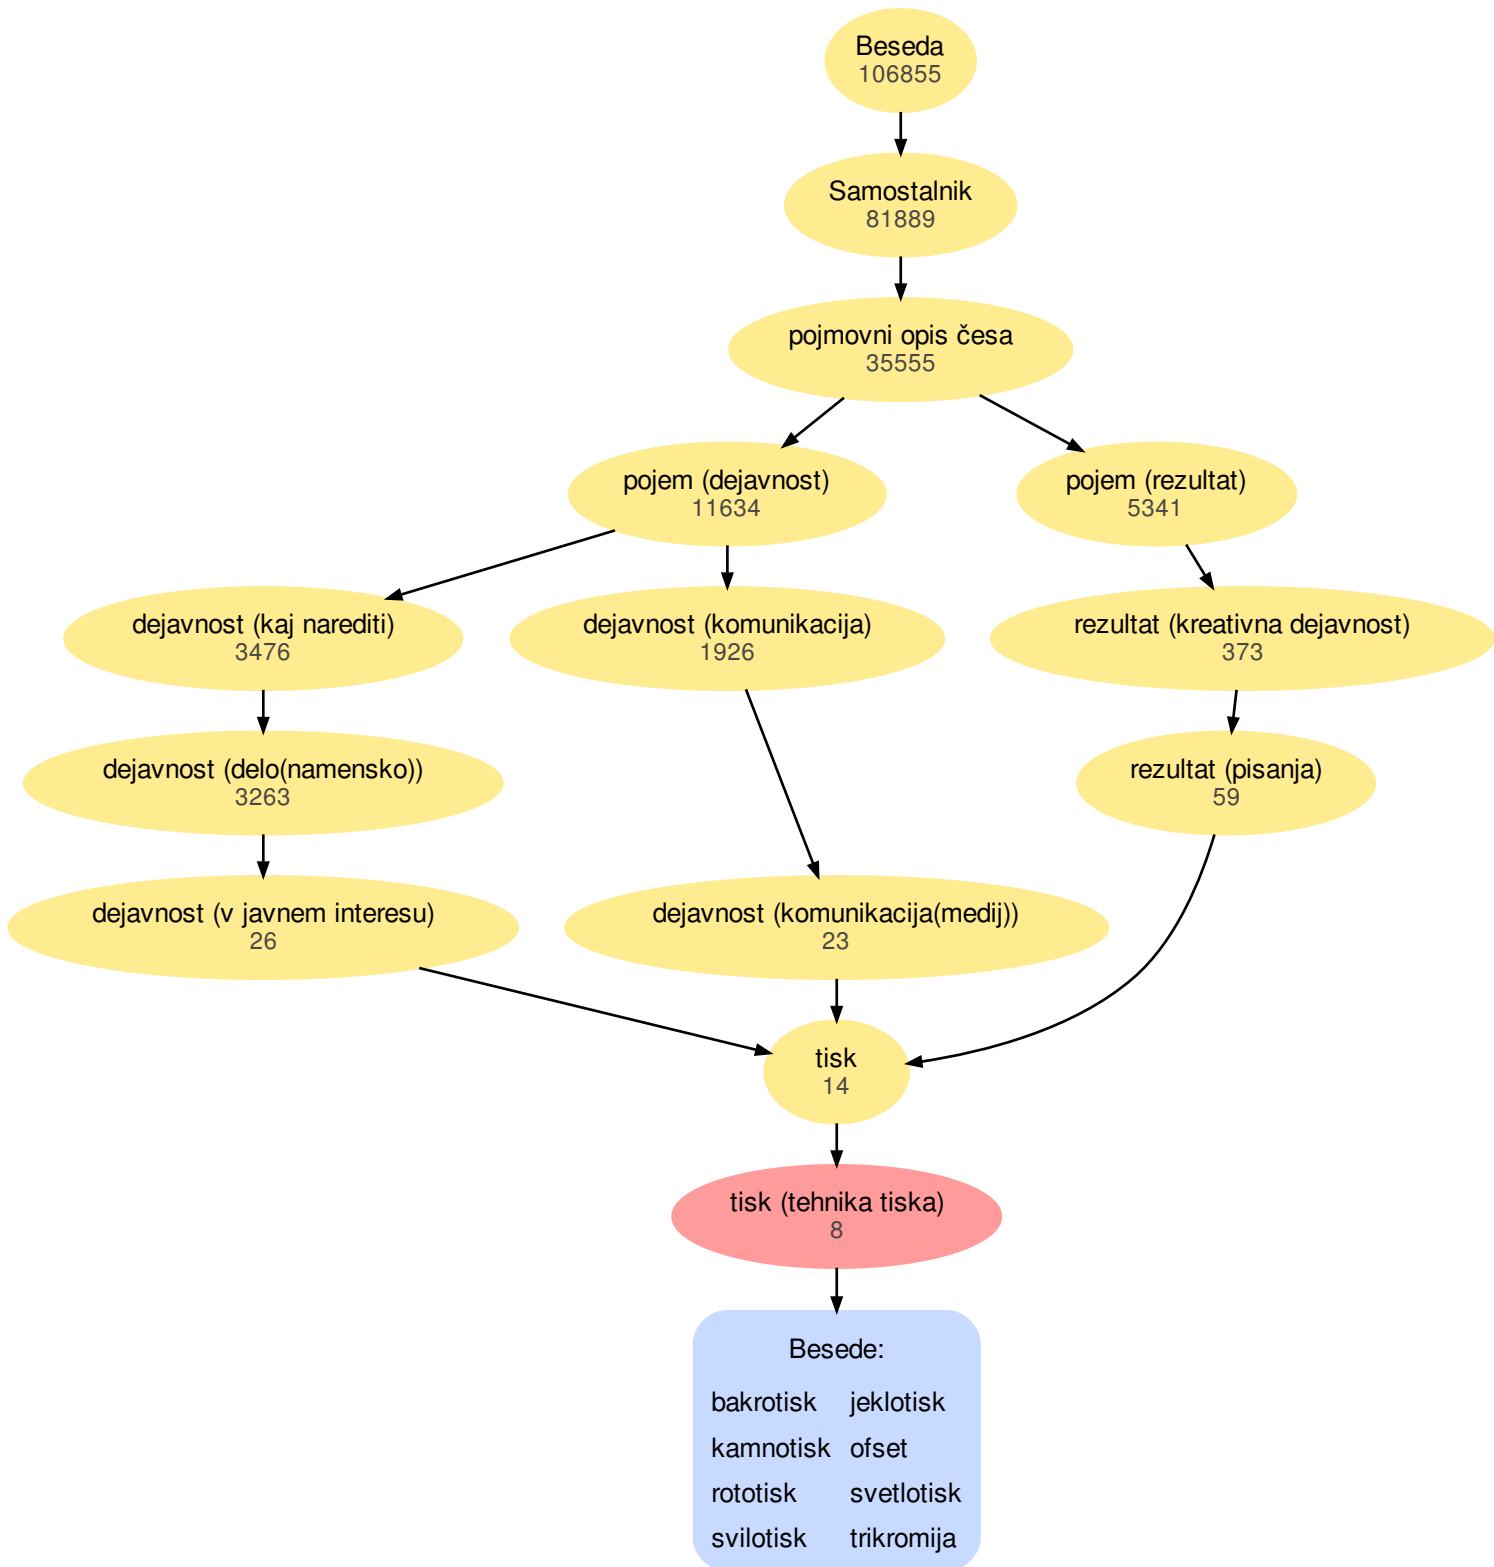 Beseda
106855
Samostalnik
81889
pojmovni opis česa
35555
pojem (dejavnost)
11634
pojem (rezultat)
5341
dejavnost (kaj narediti)
3476
dejavnost (komunikacija)
1926
rezultat (kreativna dejavnost)
373
dejavnost (delo(namensko))
3263
rezultat (pisanja)
59
dejavnost (v javnem interesu)
26
dejavnost (komunikacija(medij))
23
tisk
14
tisk (tehnika tiska)
8
Besede:
bakrotisk jeklotisk
kamnotisk ofset
rototisk svetlotisk
svilotisk trikromija